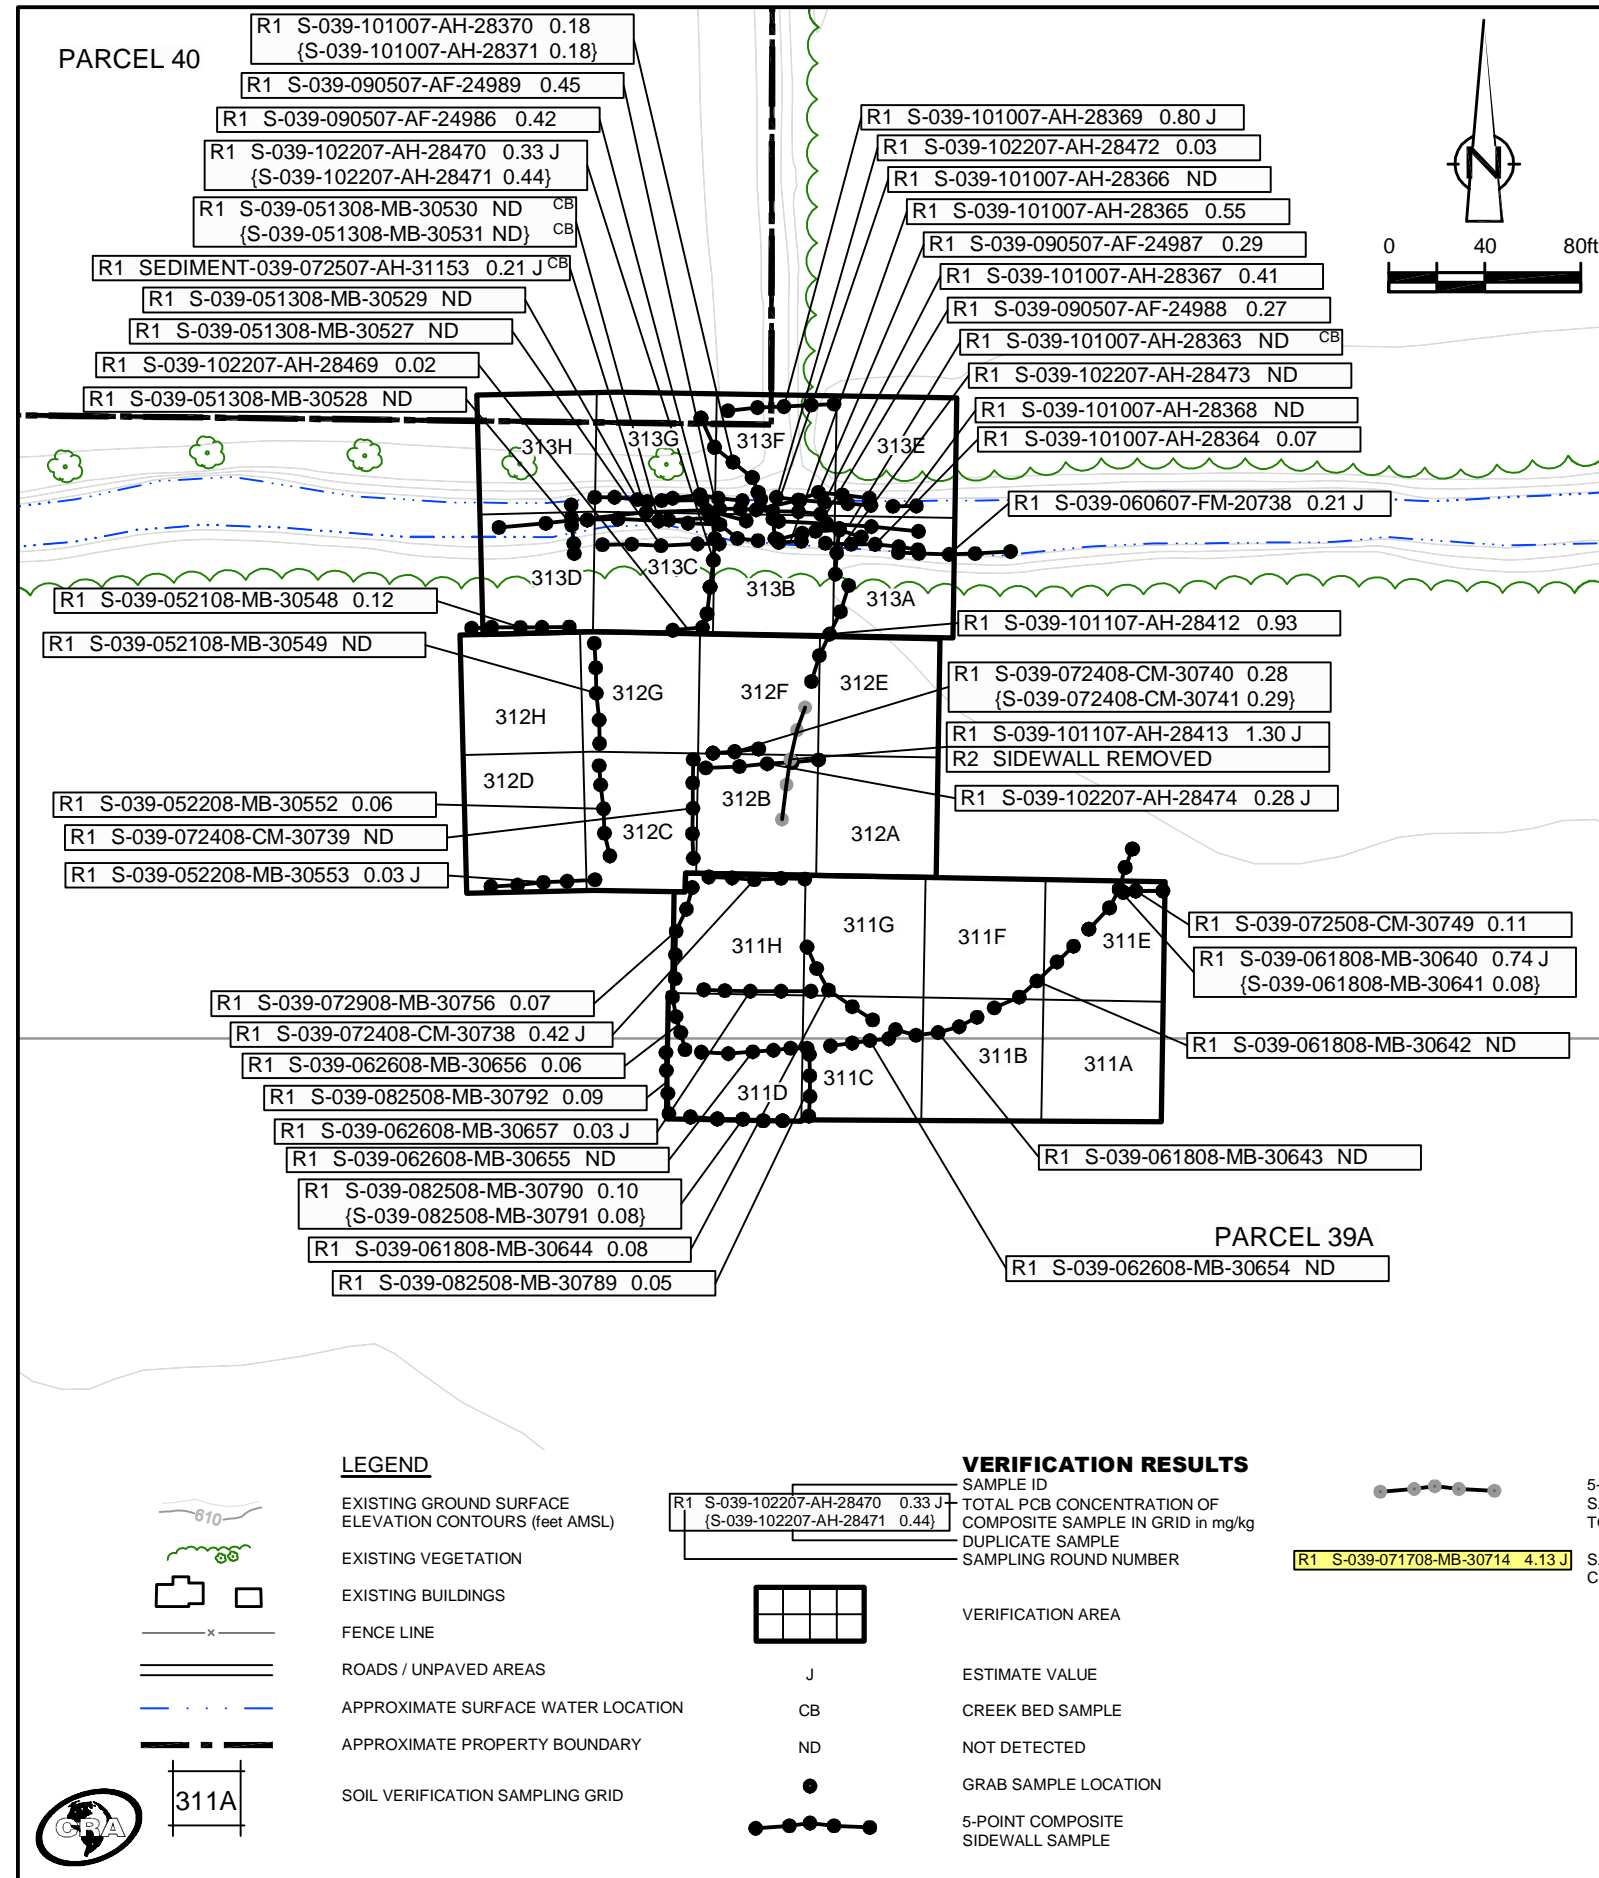 PARCEL 40
R1 S-039-101007-AH-28370 0.18
{S-039-101007-AH-28371 0.18}
R1 S-039-090507-AF-24989 0.45
R1 S-039-090507-AF-24986 0.42
R1 S-039-102207-AH-28470 0.33 J
{S-039-102207-AH-28471 0.44}
R1 S-039-051308-MB-30530 ND CB
{S-039-051308-MB-30531 ND} CB
R1 SEDIMENT-039-072507-AH-31153 0.21 J CB
R1 S-039-051308-MB-30529 ND
R1 S-039-051308-MB-30527 ND
R1 S-039-102207-AH-28469 0.02
R1 S-039-051308-MB-30528 ND
R1 S-039-101007-AH-28369 0.80 J
R1 S-039-102207-AH-28472 0.03
R1 S-039-101007-AH-28366 ND
R1 S-039-101007-AH-28365 0.55
R1 S-039-090507-AF-24987 0.29
R1 S-039-101007-AH-28367 0.41
R1 S-039-090507-AF-24988 0.27
R1 S-039-101007-AH-28363 ND CB
R1 S-039-102207-AH-28473 ND
R1 S-039-101007-AH-28368 ND
R1 S-039-101007-AH-28364 0.07
N
0 40 80ft
313H 313G 313F 313E
R1 S-039-060607-FM-20738 0.21 J
313D 313C 313B 313A
R1 S-039-052108-MB-30548 0.12
R1 S-039-052108-MB-30549 ND
R1 S-039-101107-AH-28412 0.93
312H 312G 312F 312E
R1 S-039-072408-CM-30740 0.28
{S-039-072408-CM-30741 0.29}
R1 S-039-101107-AH-28413 1.30 J
R2 SIDEWALL REMOVED
R1 S-039-102207-AH-28474 0.28 J
312D 312C 312B 312A
R1 S-039-052208-MB-30552 0.06
R1 S-039-072408-CM-30739 ND
R1 S-039-052208-MB-30553 0.03 J
311H 311G 311F 311E
R1 S-039-072508-CM-30749 0.11
R1 S-039-061808-MB-30640 0.74 J
{S-039-061808-MB-30641 0.08}
R1 S-039-061808-MB-30642 ND
R1 S-039-072908-MB-30756 0.07
R1 S-039-072408-CM-30738 0.42 J
R1 S-039-062608-MB-30656 0.06
R1 S-039-082508-MB-30792 0.09
R1 S-039-062608-MB-30657 0.03 J
R1 S-039-062608-MB-30655 ND
R1 S-039-082508-MB-30790 0.10
{S-039-082508-MB-30791 0.08}
R1 S-039-061808-MB-30644 0.08
R1 S-039-082508-MB-30789 0.05
311D 311C 311B 311A
R1 S-039-061808-MB-30643 ND
PARCEL 39A
R1 S-039-062608-MB-30654 ND
LEGEND
610
EXISTING GROUND SURFACE
ELEVATION CONTOURS (feet AMSL)
EXISTING VEGETATION
EXISTING BUILDINGS
FENCE LINE
ROADS / UNPAVED AREAS
APPROXIMATE SURFACE WATER LOCATION
APPROXIMATE PROPERTY BOUNDARY
311A
SOIL VERIFICATION SAMPLING GRID
CRA
VERIFICATION RESULTS
R1 S-039-102207-AH-28470 0.33 J
{S-039-102207-AH-28471 0.44}
SAMPLE ID
TOTAL PCB CONCENTRATION OF
COMPOSITE SAMPLE IN GRID in mg/kg
DUPLICATE SAMPLE
SAMPLING ROUND NUMBER
VERIFICATION AREA
J ESTIMATE VALUE
CB CREEK BED SAMPLE
ND NOT DETECTED
GRAB SAMPLE LOCATION
5-POINT COMPOSITE
SIDEWALL SAMPLE
5-
R1 S-039-071708-MB-30714 4.13 J